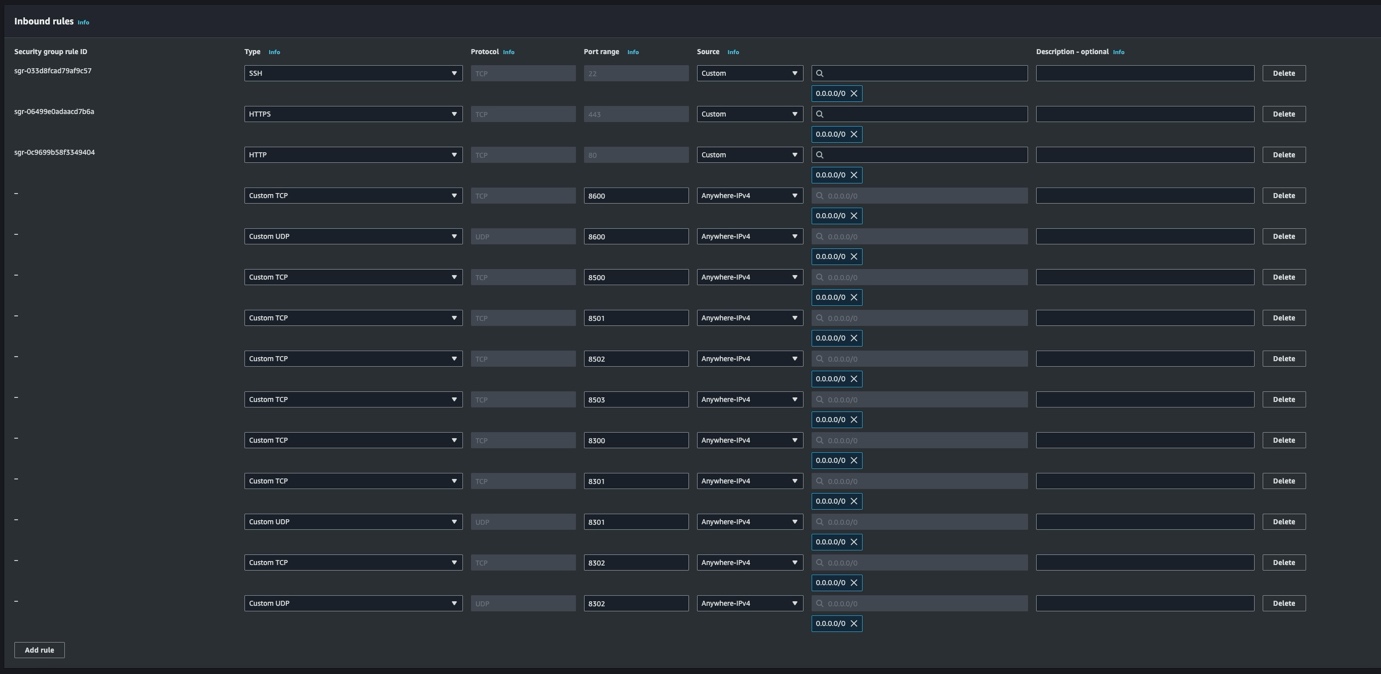 Inbound rules Info
Security group rule ID Type Info Protocol Info Port range Info Source Info Description - optional Info
sgr-033d8fcad79af9c57 SSH TCP 22 Custom Delete
0.0.0.0/0
sgr-06499e0adaacd7b6a HTTPS TCP 443 Custom Delete
0.0.0.0/0
sgr-0c9699b58f3349404 HTTP TCP 80 Custom Delete
0.0.0.0/0
– Custom TCP TCP 8600 Anywhere-IPv4 0.0.0.0/0 Delete
0.0.0.0/0
– Custom UDP UDP 8600 Anywhere-IPv4 0.0.0.0/0 Delete
0.0.0.0/0
– Custom TCP TCP 8500 Anywhere-IPv4 0.0.0.0/0 Delete
0.0.0.0/0
– Custom TCP TCP 8501 Anywhere-IPv4 0.0.0.0/0 Delete
0.0.0.0/0
– Custom TCP TCP 8502 Anywhere-IPv4 0.0.0.0/0 Delete
0.0.0.0/0
– Custom TCP TCP 8503 Anywhere-IPv4 0.0.0.0/0 Delete
0.0.0.0/0
– Custom TCP TCP 8300 Anywhere-IPv4 0.0.0.0/0 Delete
0.0.0.0/0
– Custom TCP TCP 8301 Anywhere-IPv4 0.0.0.0/0 Delete
0.0.0.0/0
– Custom UDP UDP 8301 Anywhere-IPv4 0.0.0.0/0 Delete
0.0.0.0/0
– Custom TCP TCP 8302 Anywhere-IPv4 0.0.0.0/0 Delete
0.0.0.0/0
– Custom UDP UDP 8302 Anywhere-IPv4 0.0.0.0/0 Delete
0.0.0.0/0
Add rule